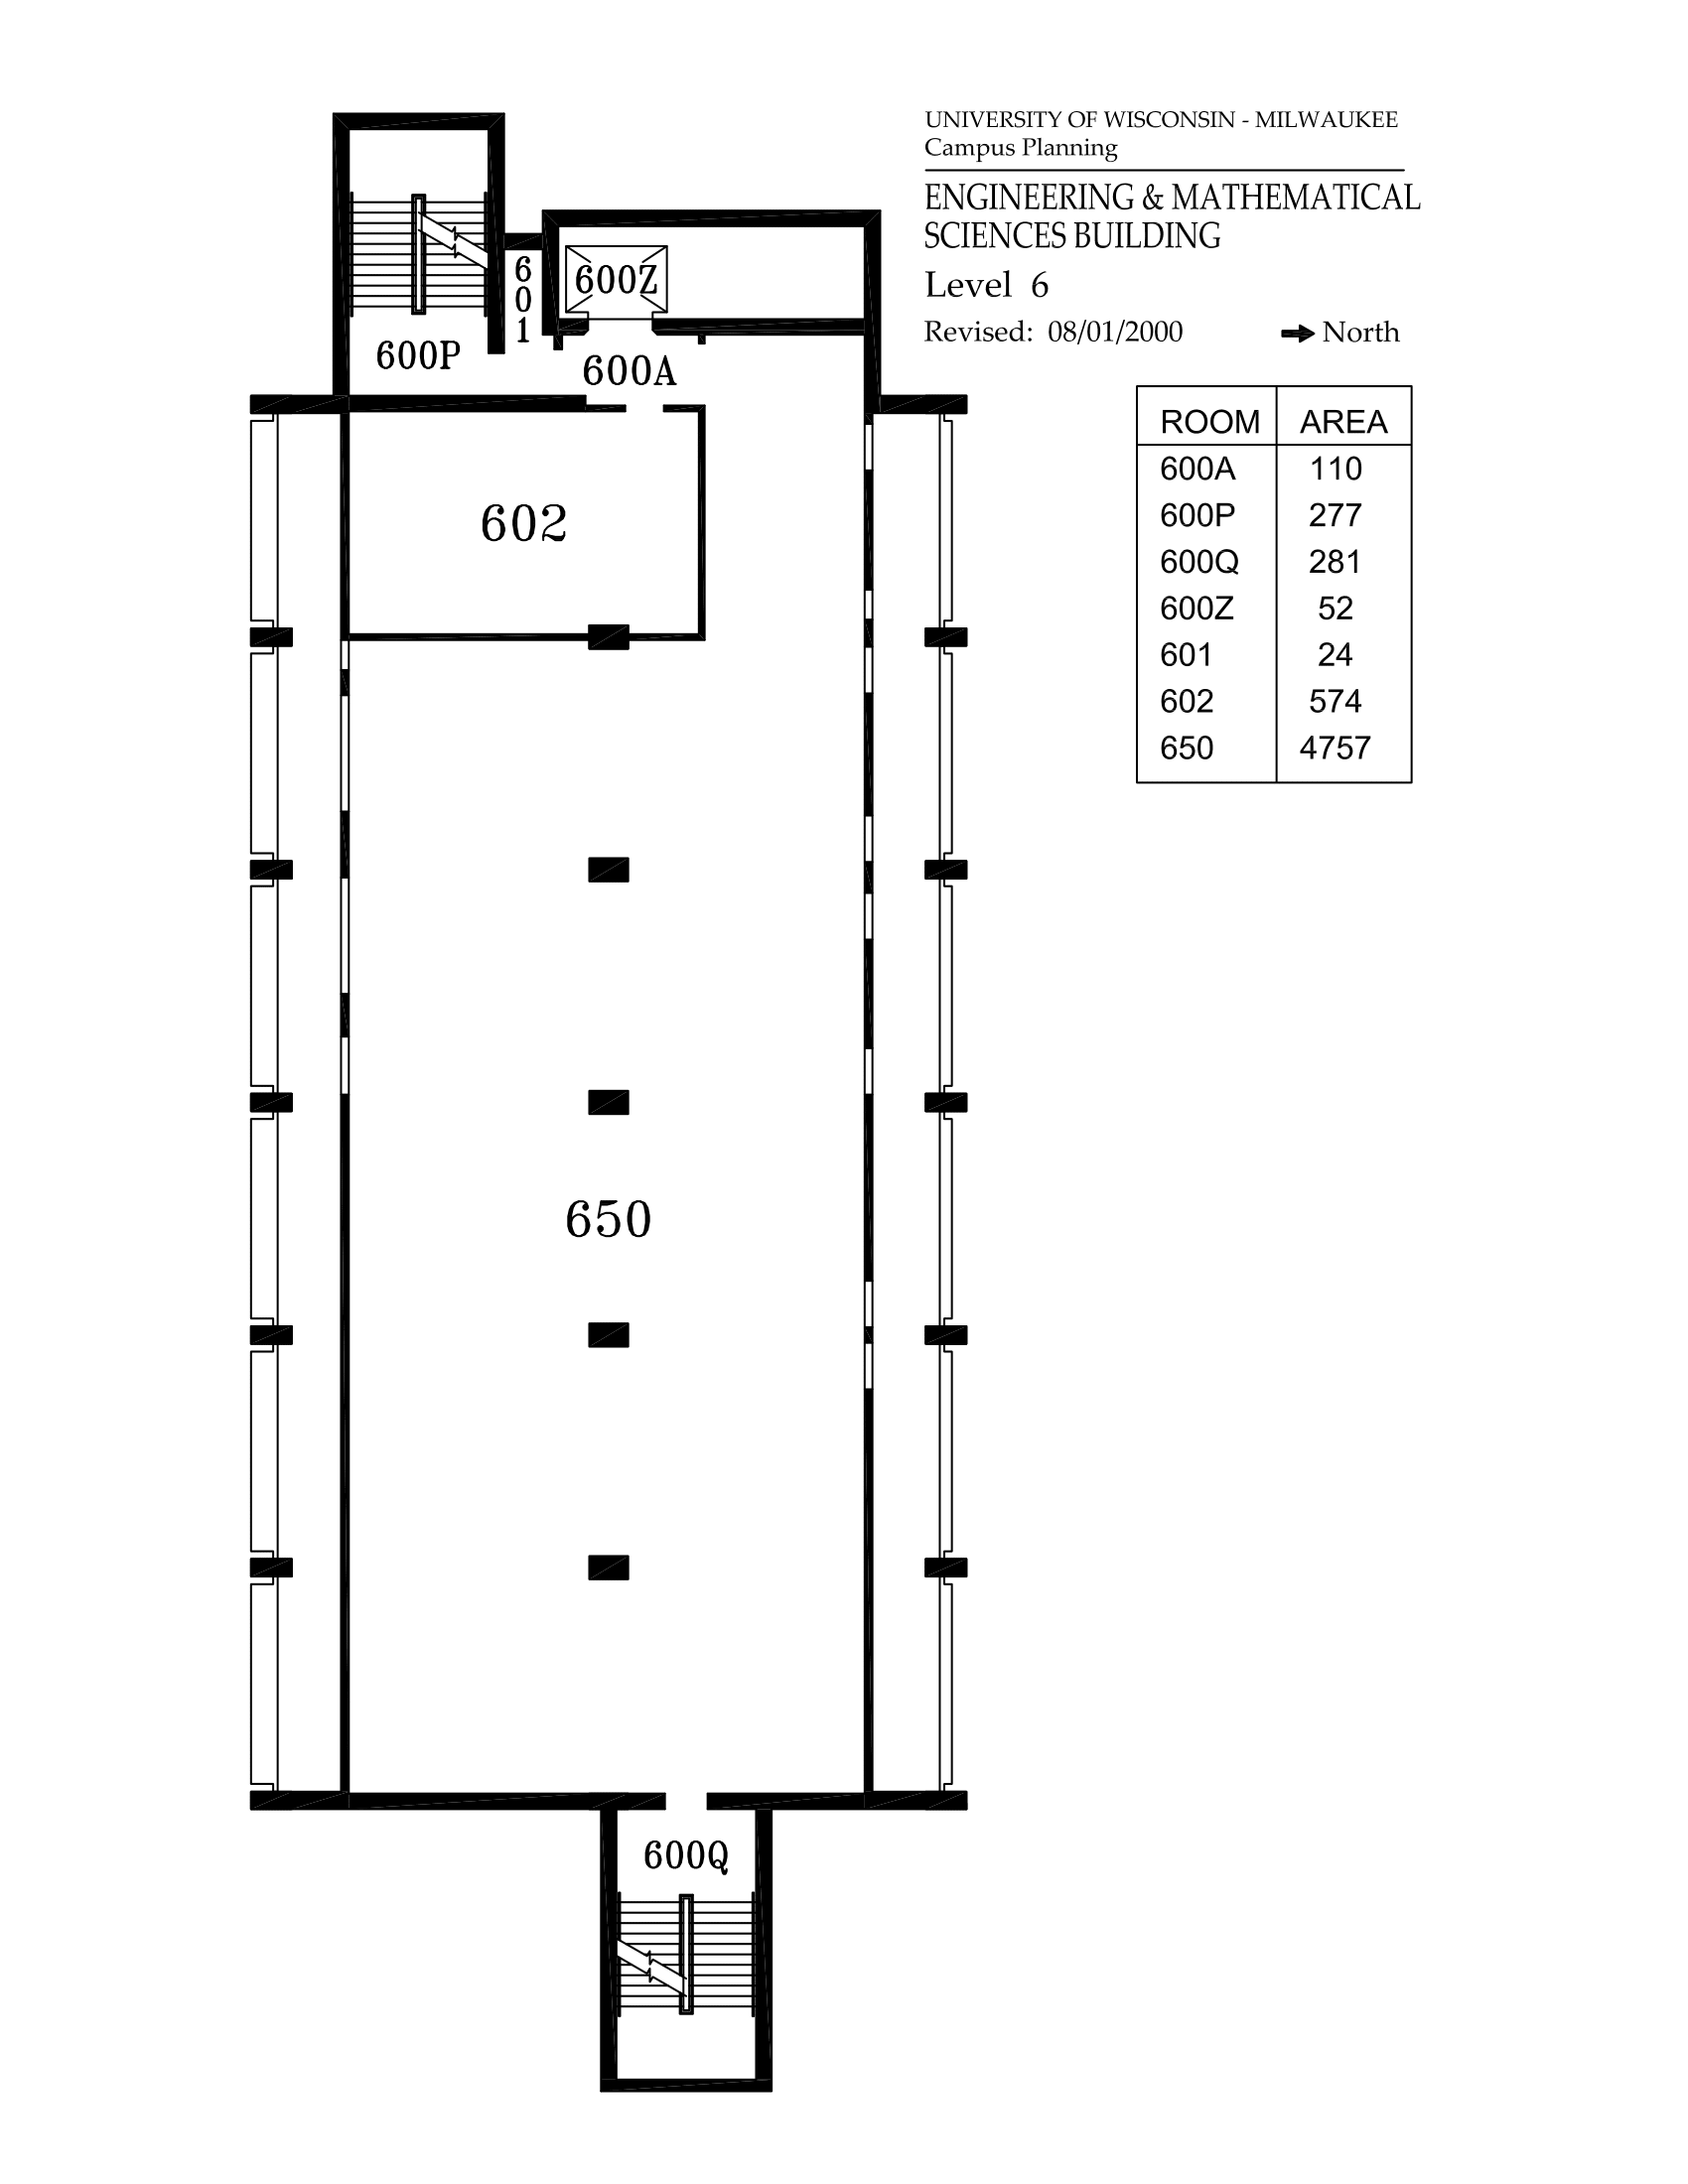 UNIVERSITY OF WISCONSIN - MILWAUKEE
Campus Planning
ENGINEERING & MATHEMATICAL
SCIENCES BUILDING
Level 6
Revised: 08/01/2000
North
ROOM AREA
600A 110
600P 277
600Q 281
600Z 52
601 24
602 574
650 4757
600Z
601
600P
600A
602
650
600Q